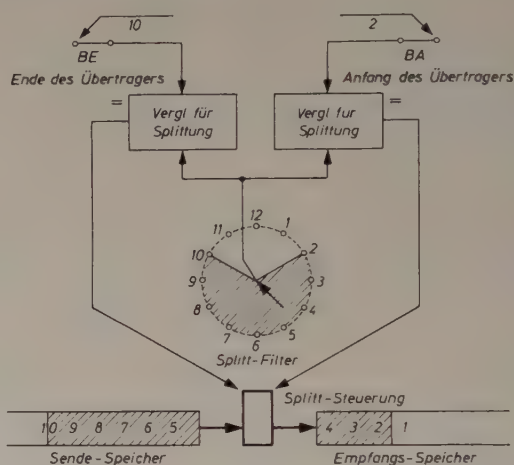 10
2
BE
BA
Ende des Übertragers
Anfang des Übertragers
=
=
Vergl für
Splittung
Vergl fur
Splittung
12
11
1
10
2
9
3
8
4
7
5
6
Splitt-Filter
Splitt-Steuerung
10 9 8 7 6 5
4 3 2 1
Sende-Speicher
Empfangs-Speicher